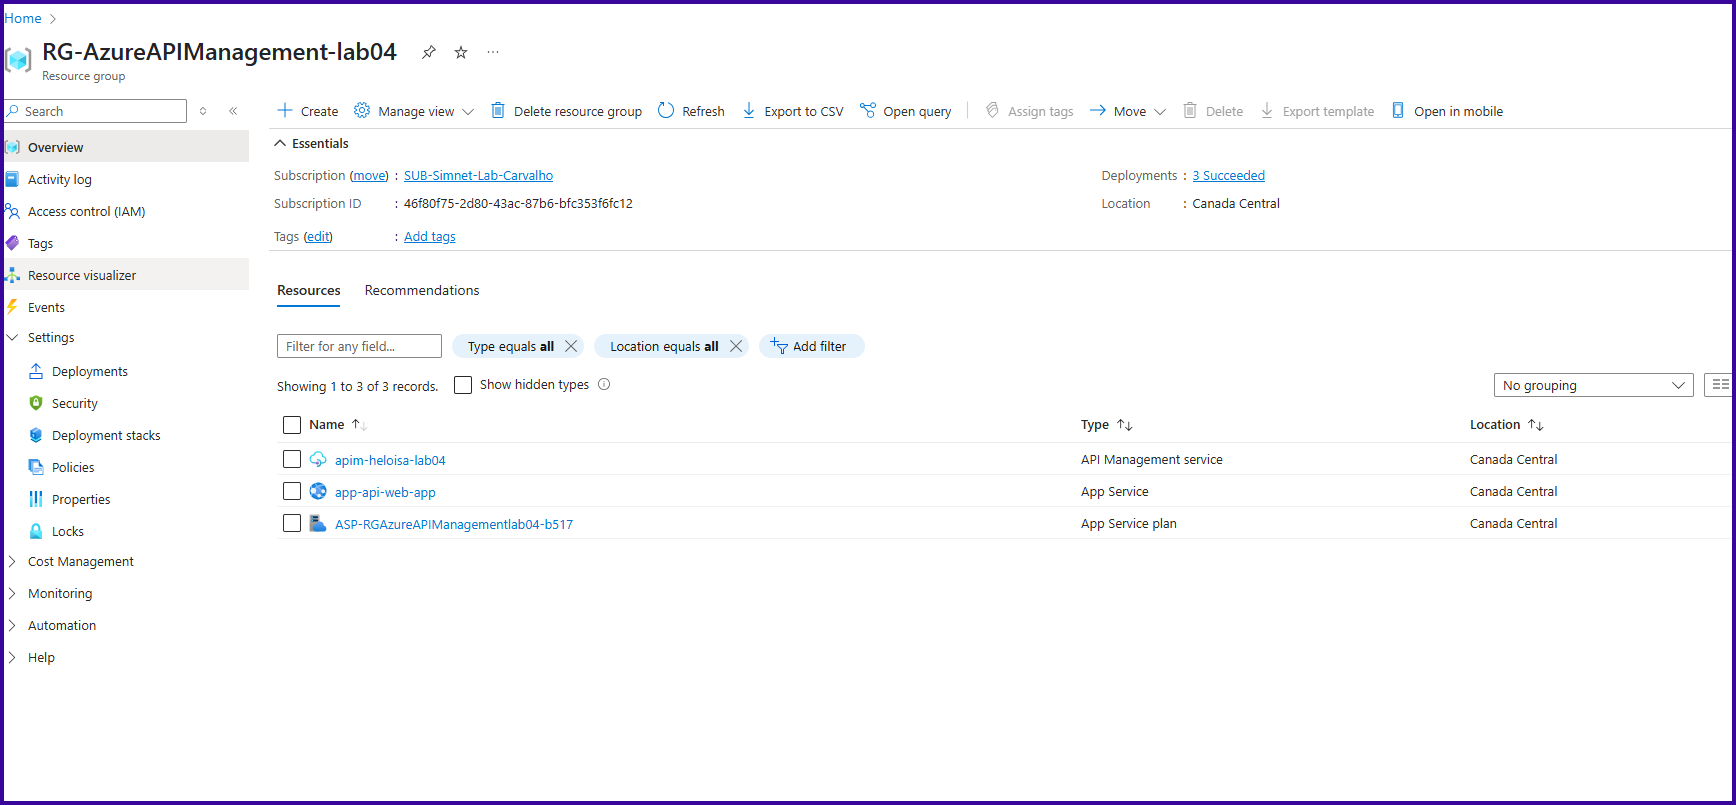 Home
RG-AzureAPIManagement-lab04
Resource group
Search
Create Manage view Delete resource group Refresh Export to CSV Open query Assign tags Move Delete Export template Open in mobile
Overview
Activity log
Access control (IAM)
Tags
Resource visualizer
Events
Settings
Deployments
Security
Deployment stacks
Policies
Properties
Locks
Cost Management
Monitoring
Automation
Help
Essentials
Subscription (move) : SUB-Simnet-Lab-Carvalho
Subscription ID : 46f80f75-2d80-43ac-87b6-bfc353f6fc12
Tags (edit) : Add tags
Deployments : 3 Succeeded
Location : Canada Central
Resources Recommendations
Filter for any field... Type equals all Location equals all Add filter
Showing 1 to 3 of 3 records. Show hidden types No grouping
Name Type Location
apim-heloisa-lab04 API Management service Canada Central
app-api-web-app App Service Canada Central
ASP-RGAzureAPIManagementlab04-b517 App Service plan Canada Central